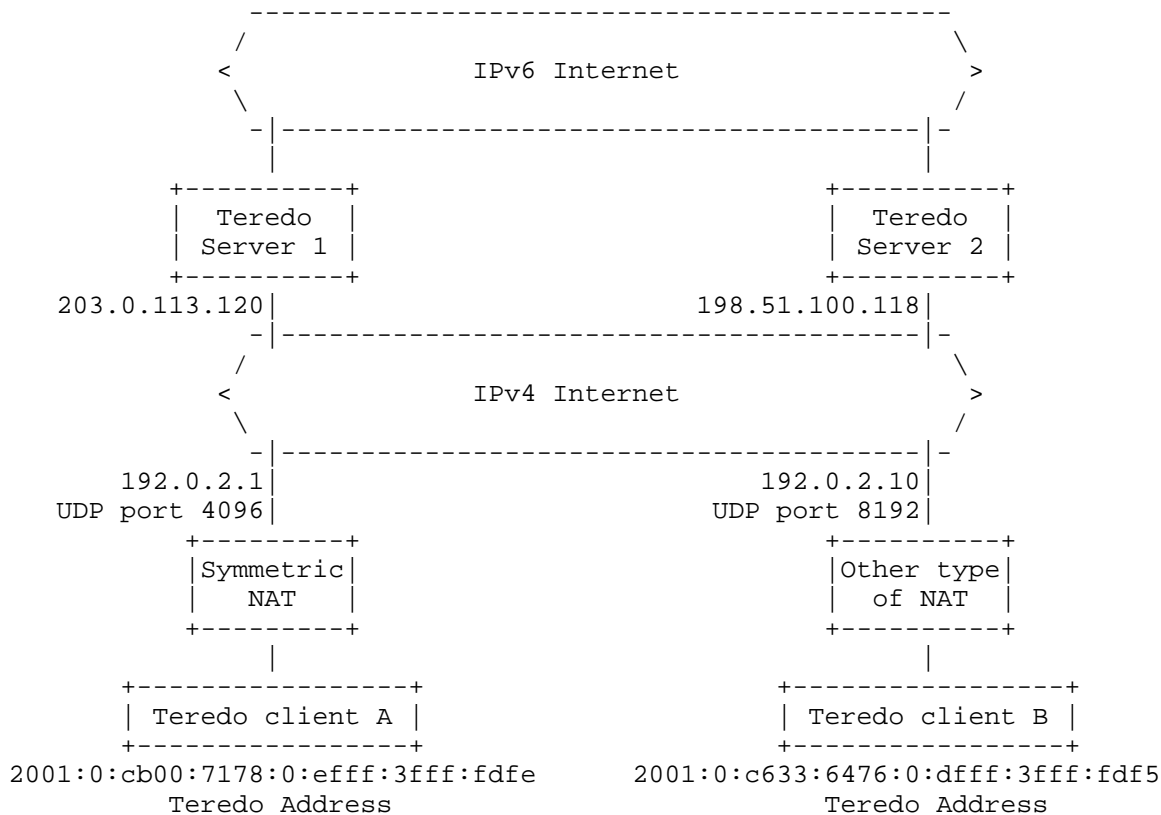 IPv6 Internet
Teredo Teredo
Server 1 Server 2
203.0.113.120 198.51.100.118
IPv4 Internet
192.0.2.1 192.0.2.10
UDP port 4096 UDP port 8192
Symmetric Other type
NAT of NAT
Teredo client A Teredo client B
2001:0:cb00:7178:0:efff:3fff:fdfe 2001:0:c633:6476:0:dfff:3fff:fdf5
Teredo Address Teredo Address